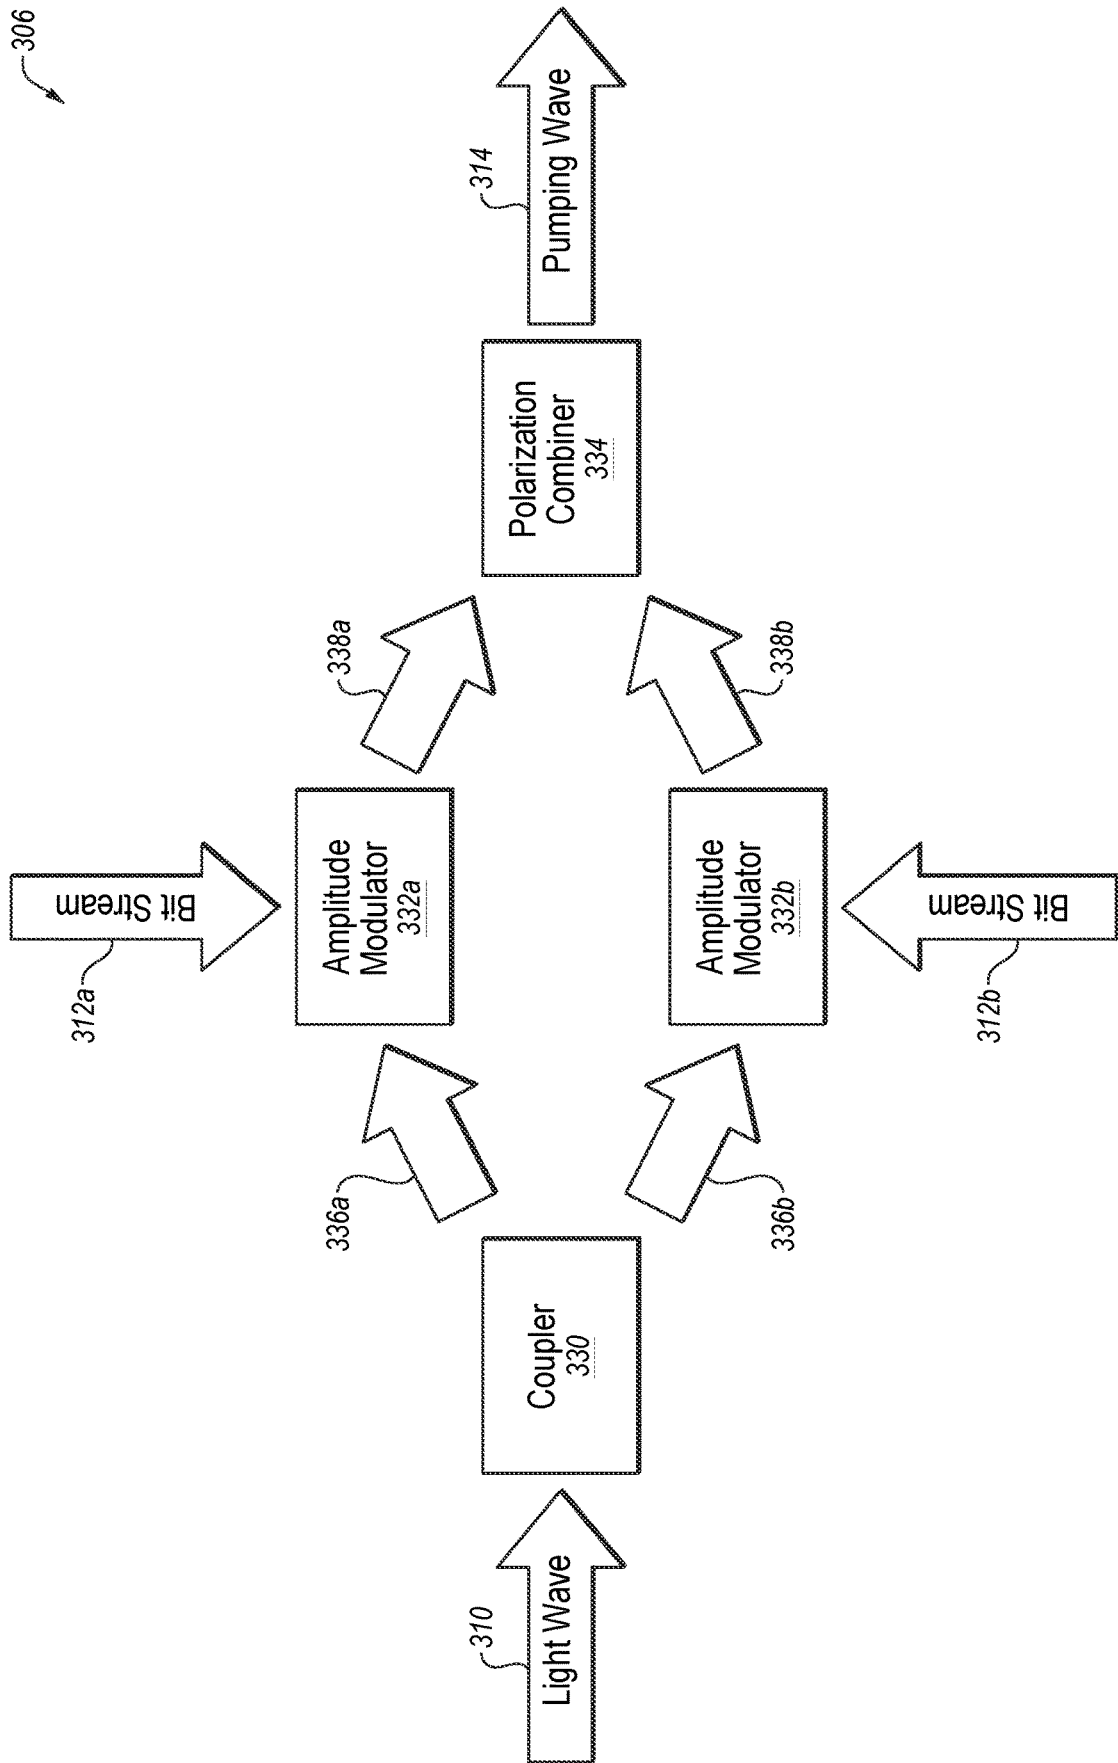 306
310
Light Wave
Coupler
330
336a
336b
312a
Bit Stream
Amplitude
Modulator
332a
Amplitude
Modulator
332b
312b
Bit Stream
338a
338b
Polarization
Combiner
334
314
Pumping Wave